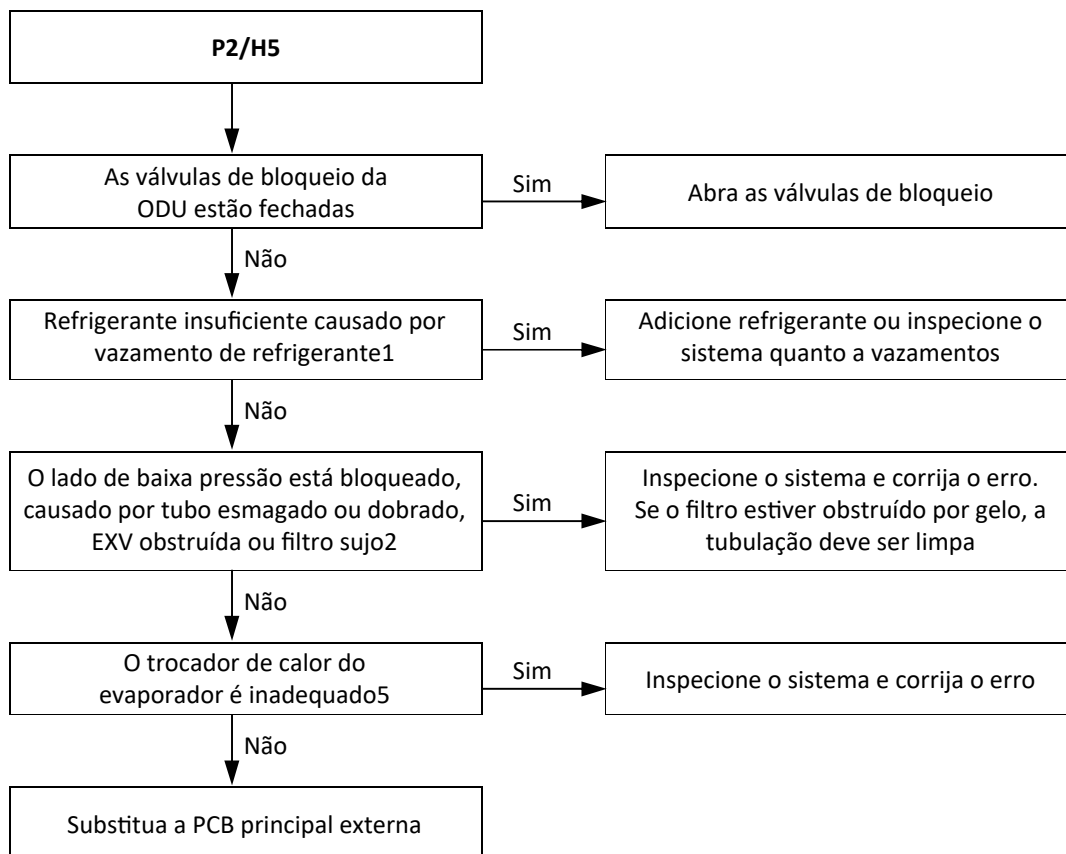 P2/H5
As válvulas de bloqueio da
ODU estão fechadas
Sim
Abra as válvulas de bloqueio
Não
Refrigerante insuficiente causado por
vazamento de refrigerante1
Sim
Adicione refrigerante ou inspecione o
sistema quanto a vazamentos
Não
O lado de baixa pressão está bloqueado,
causado por tubo esmagado ou dobrado,
EXV obstruída ou filtro sujo2
Sim
Inspecione o sistema e corrija o erro.
Se o filtro estiver obstruído por gelo, a
tubulação deve ser limpa
Não
O trocador de calor do
evaporador é inadequado5
Sim
Inspecione o sistema e corrija o erro
Não
Substitua a PCB principal externa